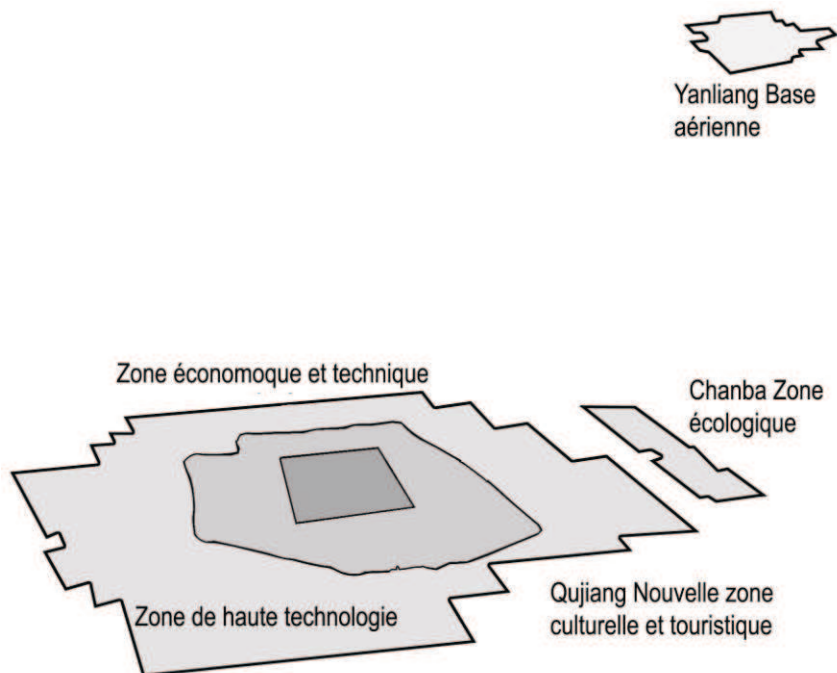 Yanliang Base
aérienne
Zone économoque et technique
Chanba Zone
écologique
Zone de haute technologie
Qujiang Nouvelle zone
culturelle et touristique